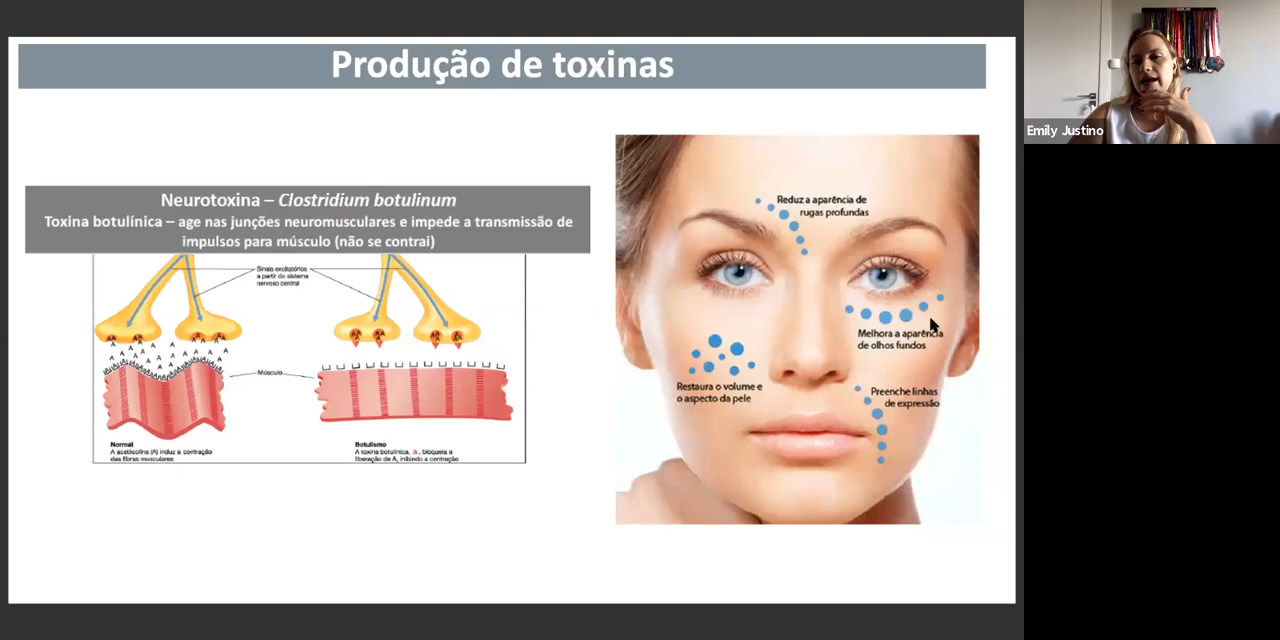 Produção de toxinas
Neurotoxina – Clostridium botulinum
Toxina botulínica – age nas junções neuromusculares e impede a transmissão de
impulsos para músculo (não se contrai)
Sinais excitatórios
a partir do sistema
nervoso central
A A
A A
Músculo
Normal
A acetilcolina (A) induz a contração
das fibras musculares
Botulismo
A toxina botulínica, , bloqueia a
liberação de A, inibindo a contração
Reduz a aparência de
rugas profundas
Melhora a aparência
de olhos fundos
Restaura o volume e
o aspecto da pele
Preenche linhas
de expressão
Emily Justino